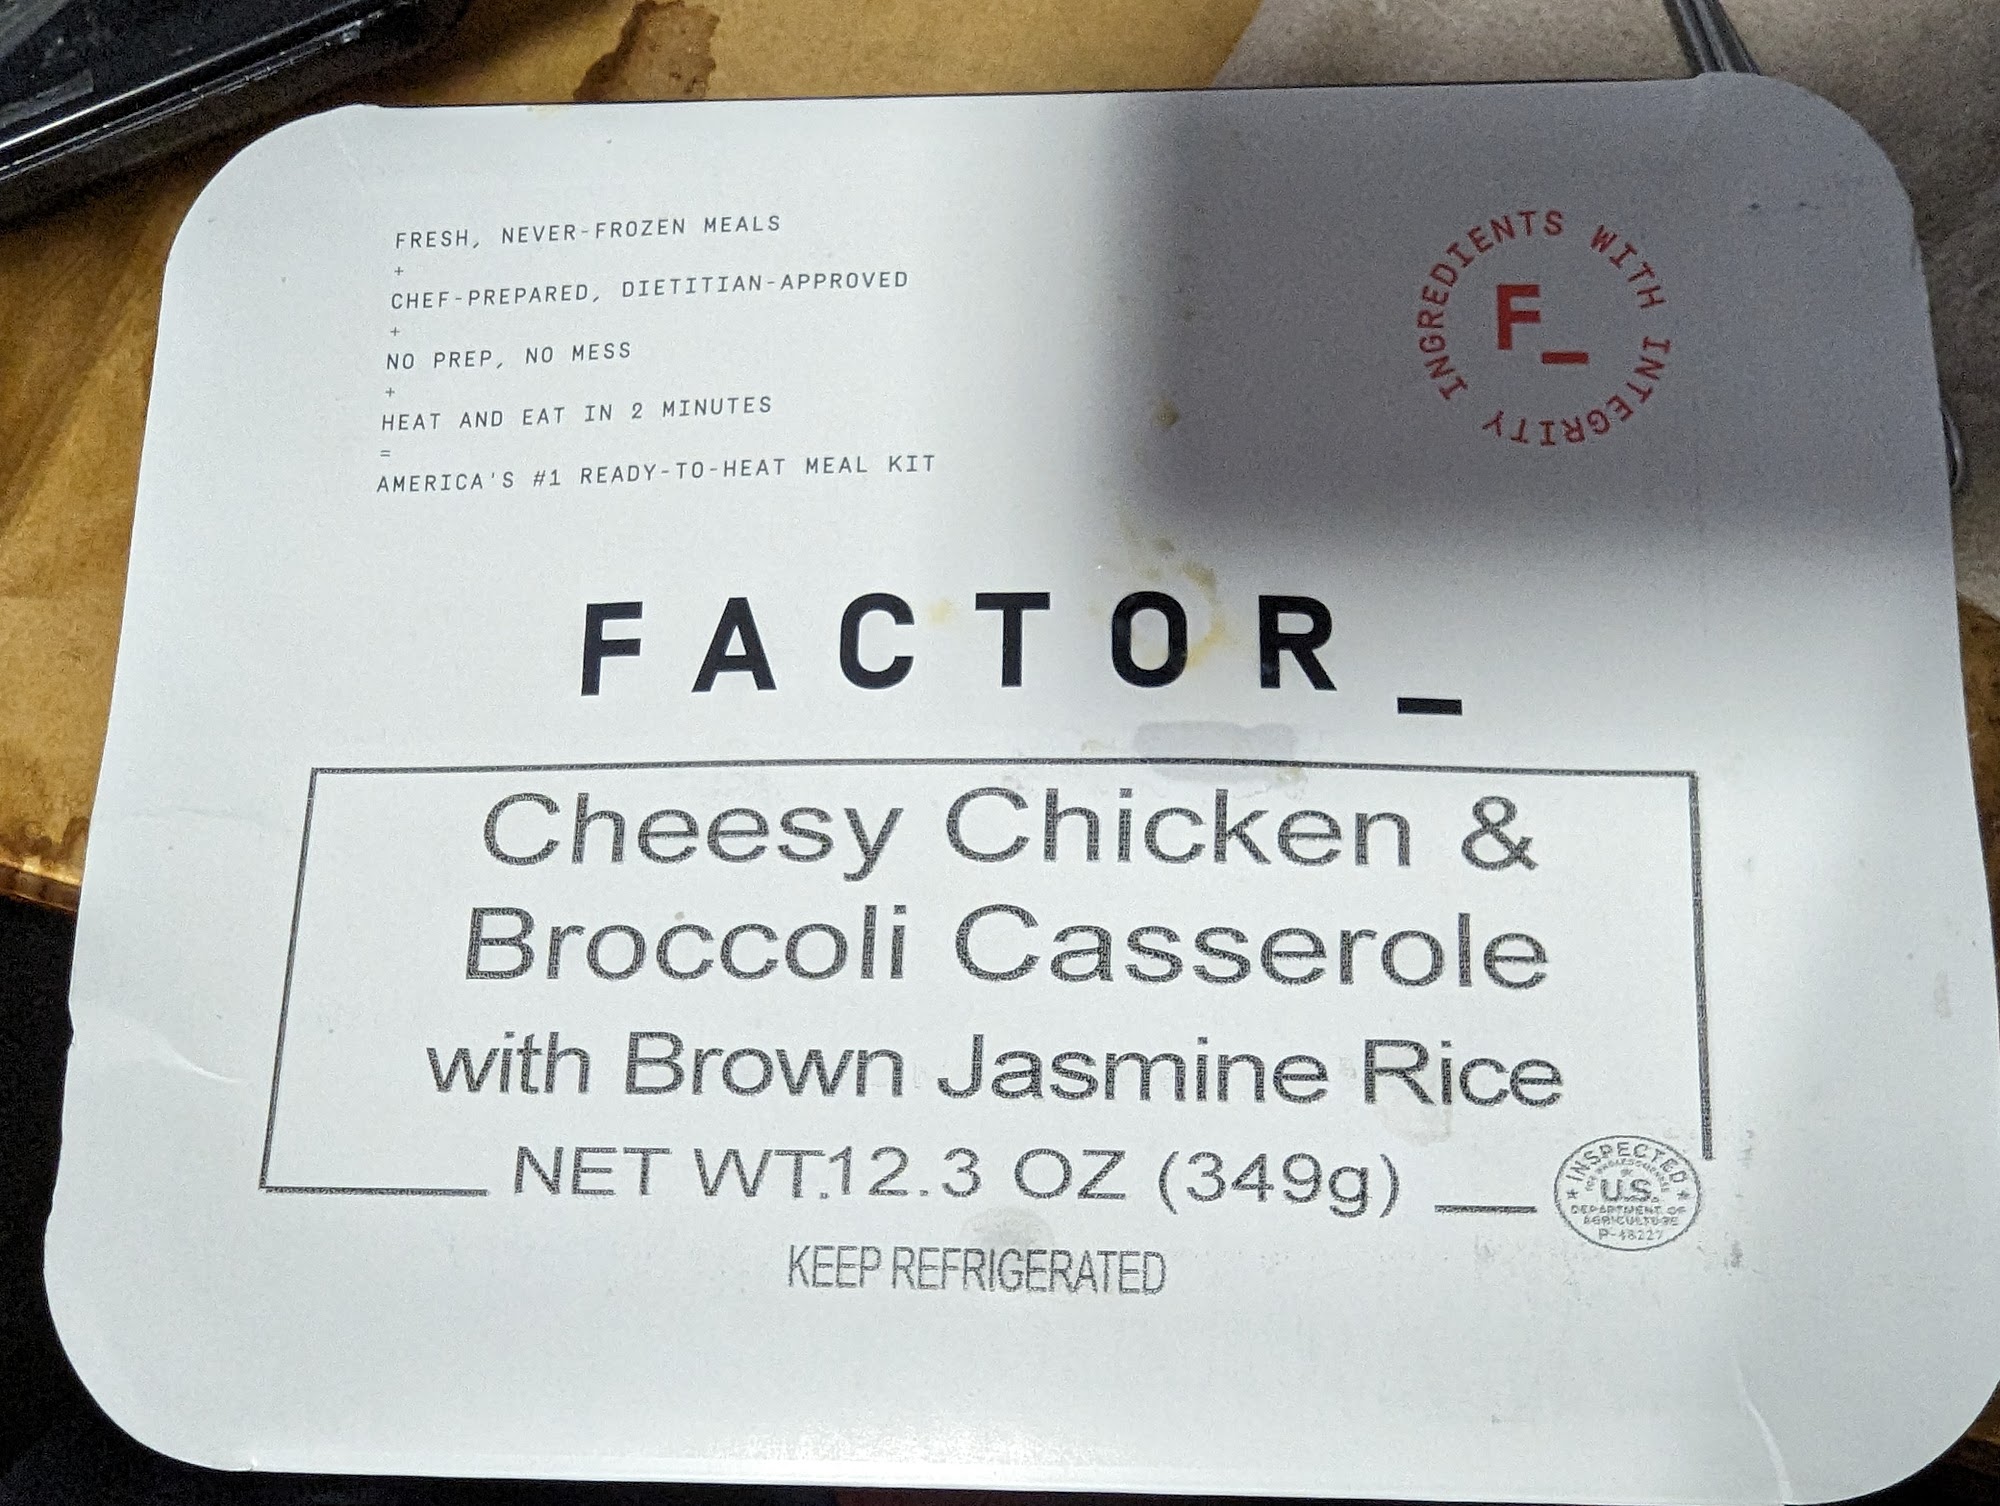 FRESH, NEVER-FROZEN MEALS
+
CHEF-PREPARED, DIETITIAN-APPROVED
+
NO PREP, NO MESS
+
HEAT AND EAT IN 2 MINUTES
=
AMERICA'S #1 READY-TO-HEAT MEAL KIT
INGREDIENTS WITH INTEGRITY
F_
FACTOR_
Cheesy Chicken &
Broccoli Casserole
with Brown Jasmine Rice
NET WT.12.3 OZ (349g)
INSPECTED
U.S.
DEPARTMENT OF
AGRICULTURE
P-48227
KEEP REFRIGERATED